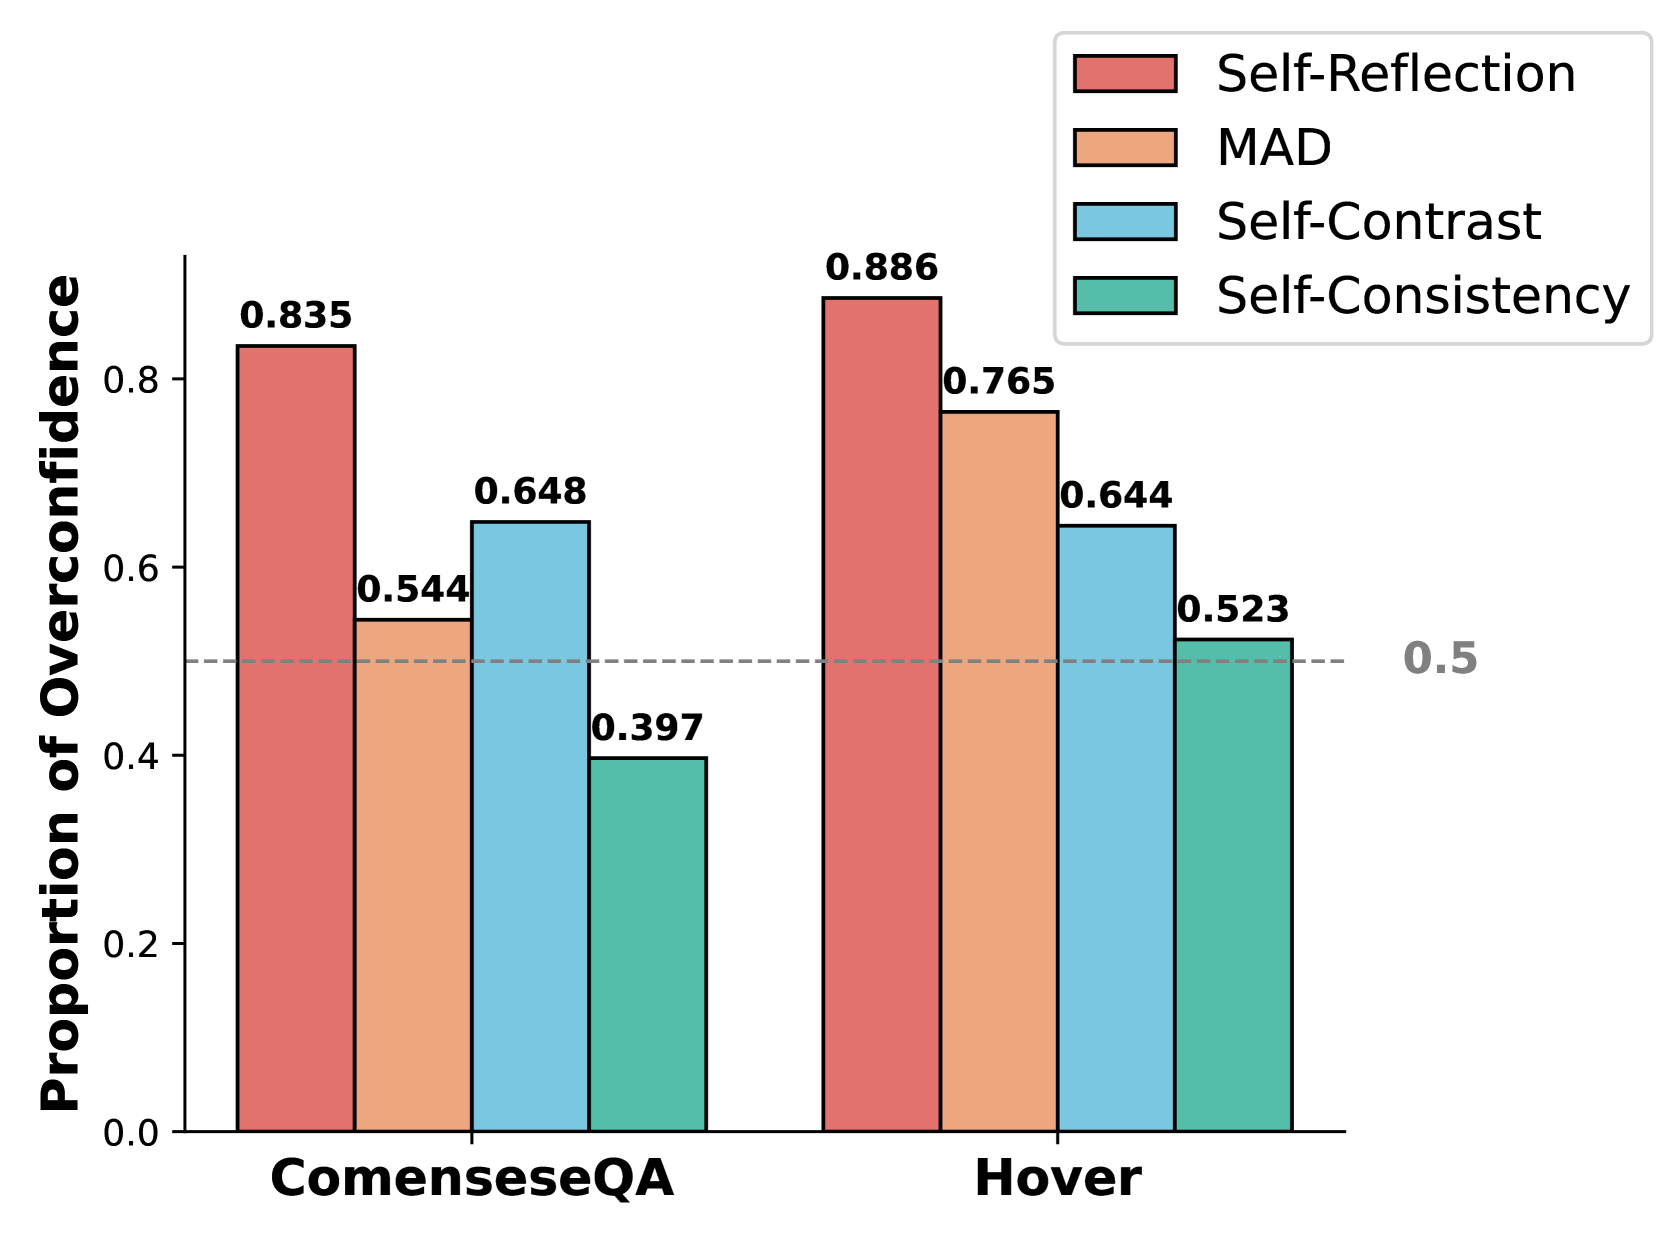 Self-Reflection
MAD
Self-Contrast
Self-Consistency
Proportion of Overconfidence
0.8
0.6
0.4
0.2
0.0
0.835
0.544
0.648
0.397
0.886
0.765
0.644
0.523
0.5
ComenseseQA
Hover